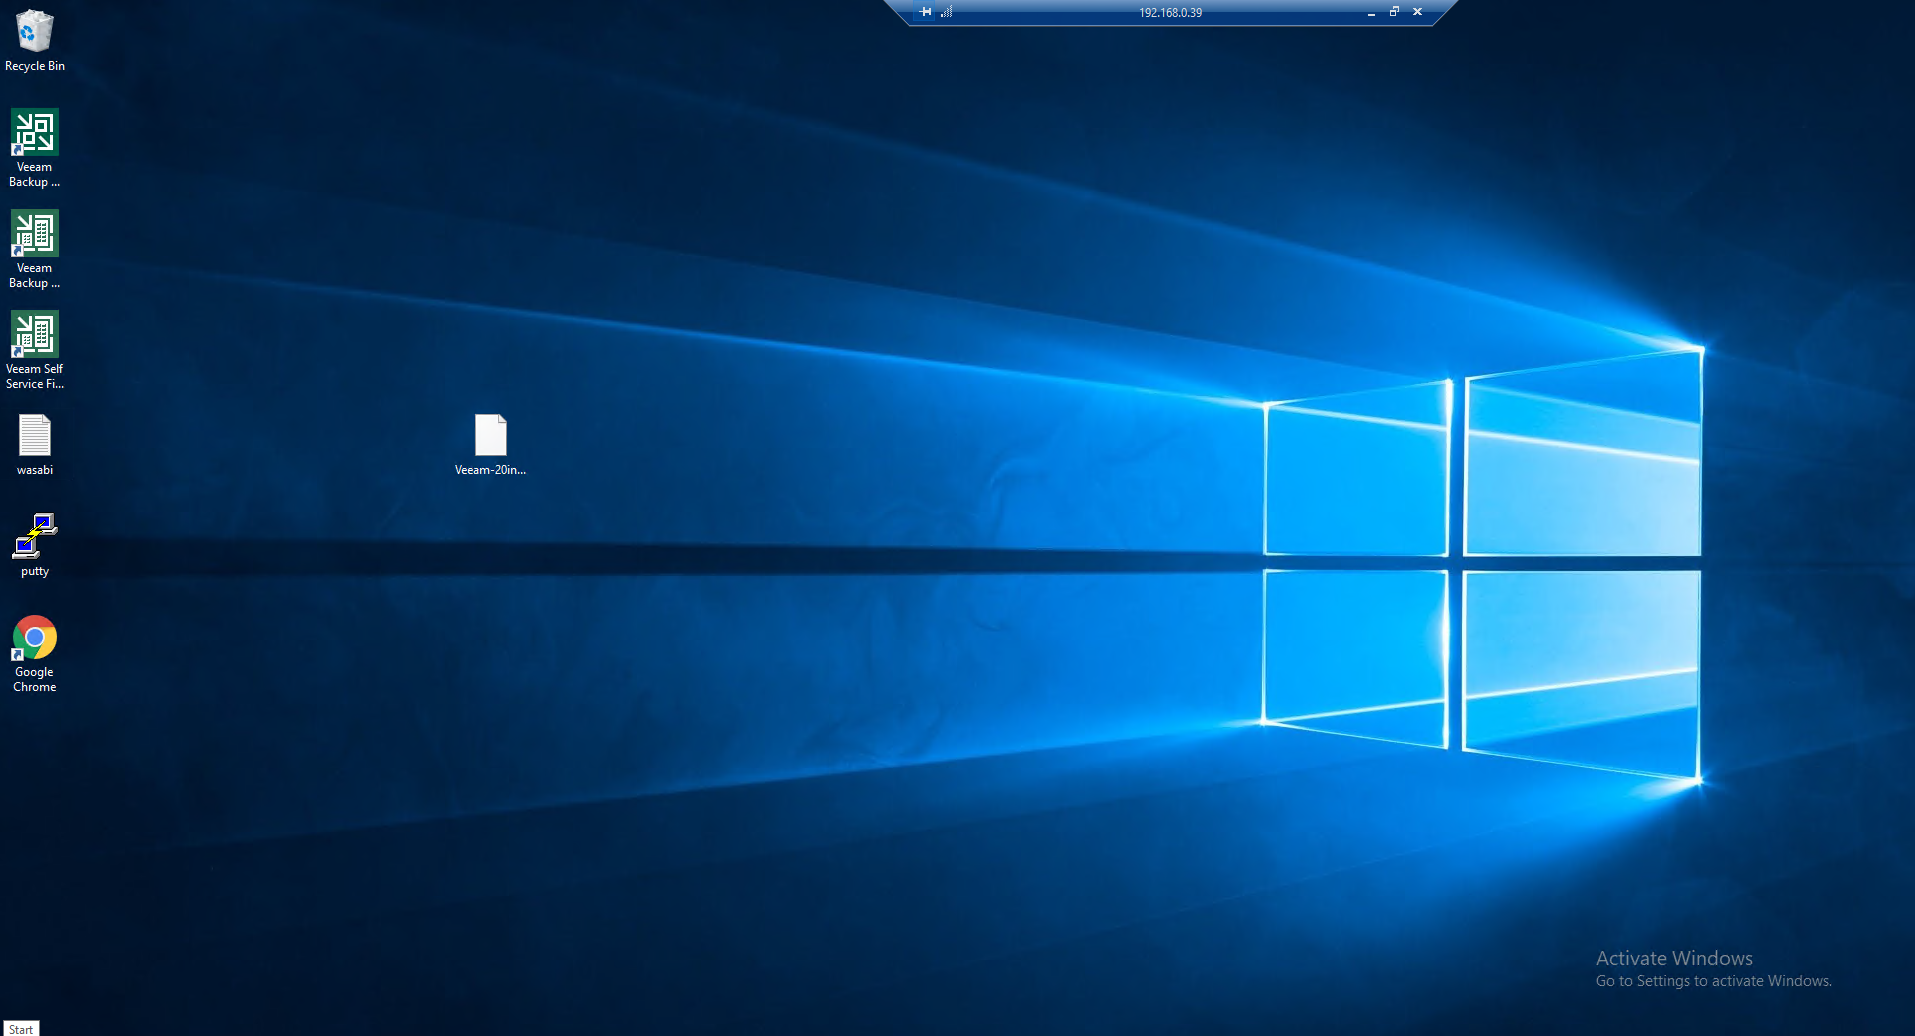 192.168.0.39
Recycle Bin
Veeam
Backup ...
Veeam
Backup ...
Veeam Self
Service Fi...
wasabi
Veeam-20in...
putty
Google
Chrome
Activate Windows
Go to Settings to activate Windows.
Start